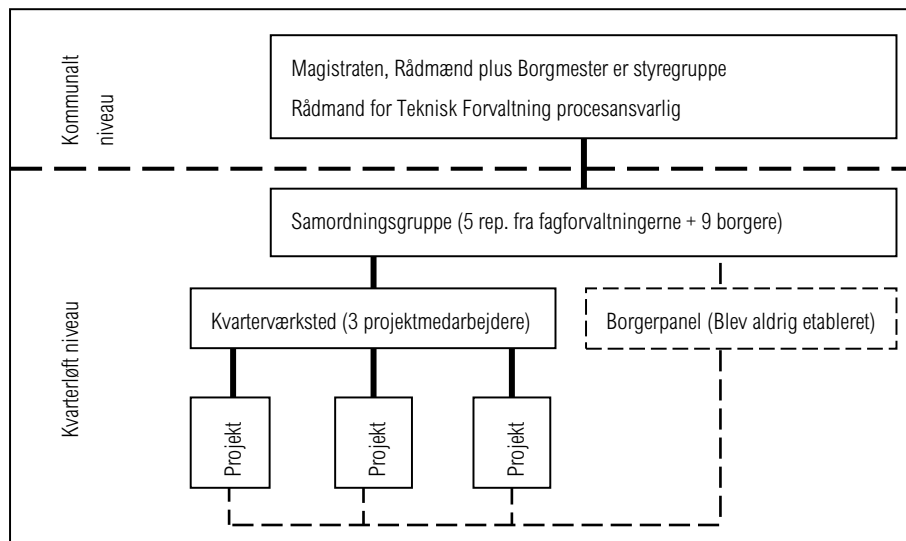 Kommunalt
niveau
Magistraten, Rådmænd plus Borgmester er styregruppe
Rådmand for Teknisk Forvaltning procesansvarlig
Kvarterløft niveau
Samordningsgruppe (5 rep. fra fagforvaltningerne + 9 borgere)
Kvarterværksted (3 projektmedarbejdere)
Borgerpanel (Blev aldrig etableret)
Projekt
Projekt
Projekt